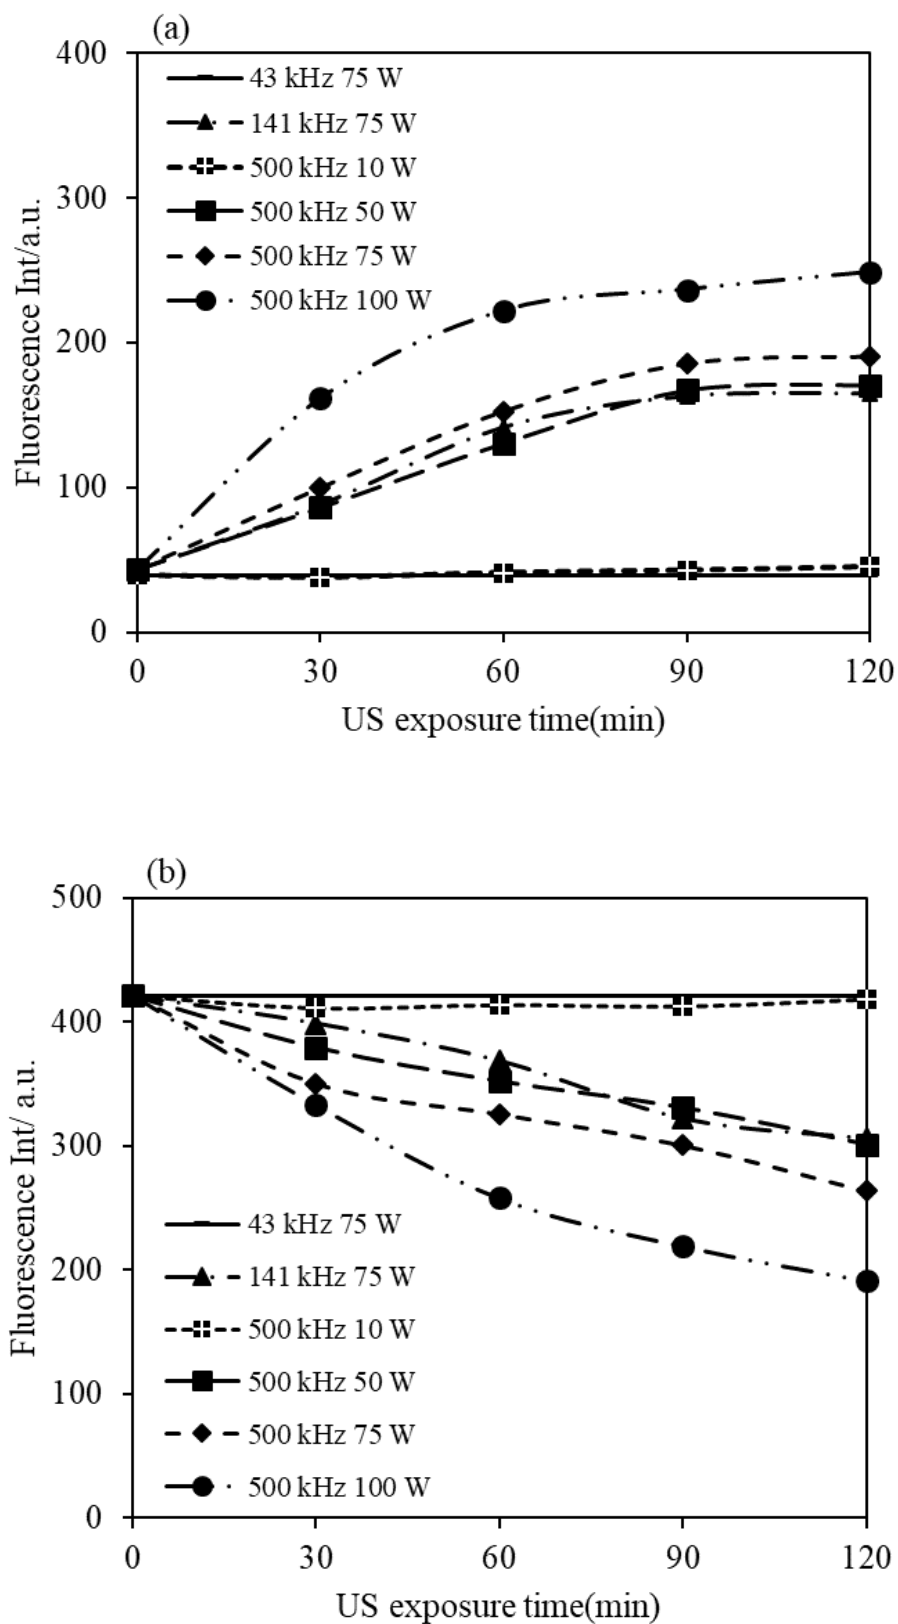 (a)
400
300
200
100
0
Fluorescence Int/a.u.
43 kHz 75 W
141 kHz 75 W
500 kHz 10 W
500 kHz 50 W
500 kHz 75 W
500 kHz 100 W
0 30 60 90 120
US exposure time(min)
(b)
500
400
300
200
100
0
Fluorescence Int/ a.u.
43 kHz 75 W
141 kHz 75 W
500 kHz 10 W
500 kHz 50 W
500 kHz 75 W
500 kHz 100 W
0 30 60 90 120
US exposure time(min)